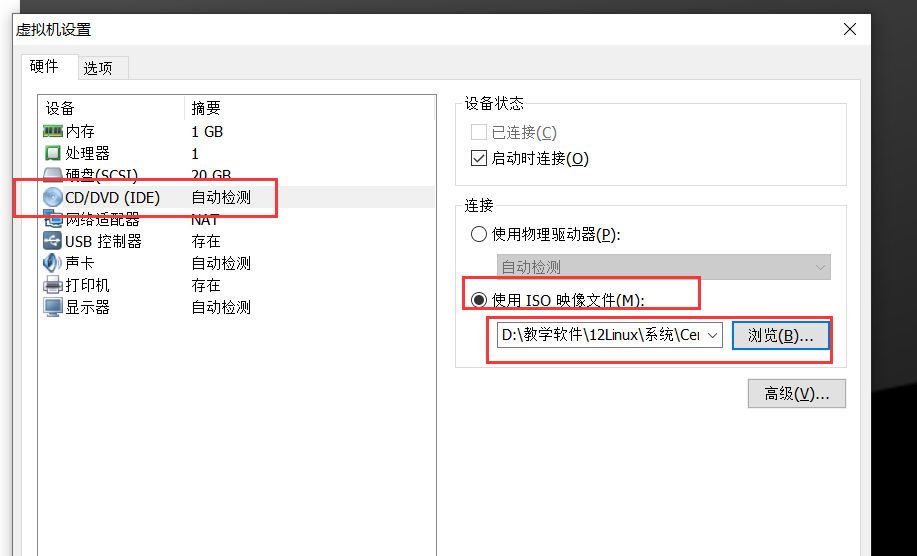 虚拟机设置
硬件 选项
设备 摘要
内存 1 GB
处理器 1
硬盘(SCSI) 20 GB
CD/DVD (IDE) 自动检测
网络适配器 NAT
USB 控制器 存在
声卡 自动检测
打印机 存在
显示器 自动检测
设备状态
已连接(C)
启动时连接(O)
连接
使用物理驱动器(P):
自动检测
使用 ISO 映像文件(M):
D:\教学软件\12Linux\系统\Cer 浏览(B)...
高级(V)...